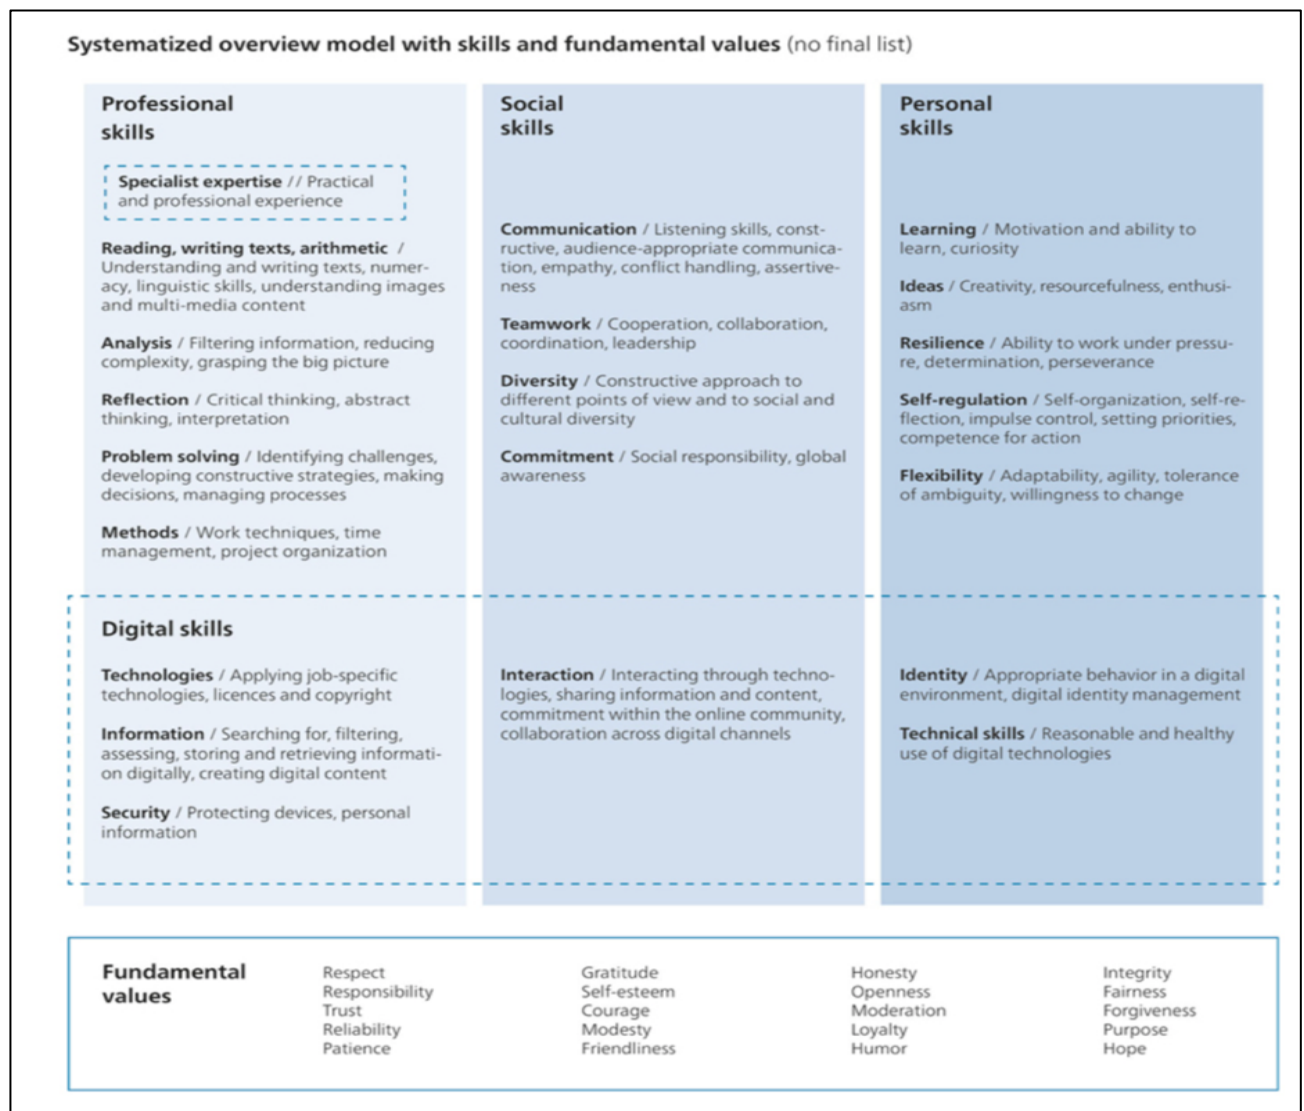 Systematized overview model with skills and fundamental values (no final list)
Professional
skills
Specialist expertise // Practical
and professional experience
Reading, writing texts, arithmetic /
Understanding and writing texts, numer-
acy, linguistic skills, understanding images
and multi-media content
Analysis / Filtering information, reducing
complexity, grasping the big picture
Reflection / Critical thinking, abstract
thinking, interpretation
Problem solving / Identifying challenges,
developing constructive strategies, making
decisions, managing processes
Methods / Work techniques, time
management, project organization
Social
skills
Communication / Listening skills, const-
ructive, audience-appropriate communica-
tion, empathy, conflict handling, assertive-
ness
Teamwork / Cooperation, collaboration,
coordination, leadership
Diversity / Constructive approach to
different points of view and to social and
cultural diversity
Commitment / Social responsibility, global
awareness
Personal
skills
Learning / Motivation and ability to
learn, curiosity
Ideas / Creativity, resourcefulness, enthusi-
asm
Resilience / Ability to work under pressu-
re, determination, perseverance
Self-regulation / Self-organization, self-re-
flection, impulse control, setting priorities,
competence for action
Flexibility / Adaptability, agility, tolerance
of ambiguity, willingness to change
Digital skills
Technologies / Applying job-specific
technologies, licences and copyright
Information / Searching for, filtering,
assessing, storing and retrieving informati-
on digitally, creating digital content
Security / Protecting devices, personal
information
Interaction / Interacting through techno-
logies, sharing information and content,
commitment within the online community,
collaboration across digital channels
Identity / Appropriate behavior in a digital
environment, digital identity management
Technical skills / Reasonable and healthy
use of digital technologies
Fundamental
values
Respect
Responsibility
Trust
Reliability
Patience
Gratitude
Self-esteem
Courage
Modesty
Friendliness
Honesty
Openness
Moderation
Loyalty
Humor
Integrity
Fairness
Forgiveness
Purpose
Hope